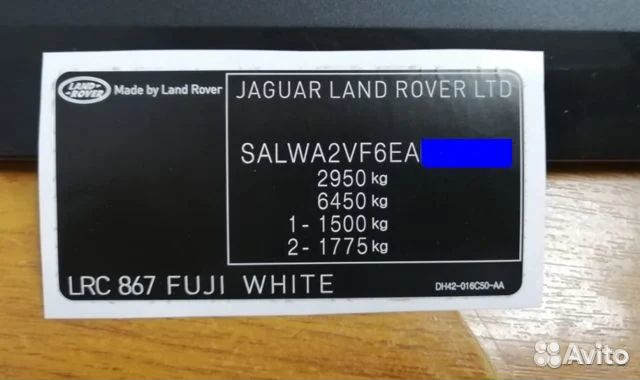 LAND ROVER Made by Land Rover
JAGUAR LAND ROVER LTD
SALWA2VF6EA
2950 kg
6450 kg
1 - 1500 kg
2 - 1775 kg
LRC 867 FUJI WHITE
DH42-016C50-AA
Avito